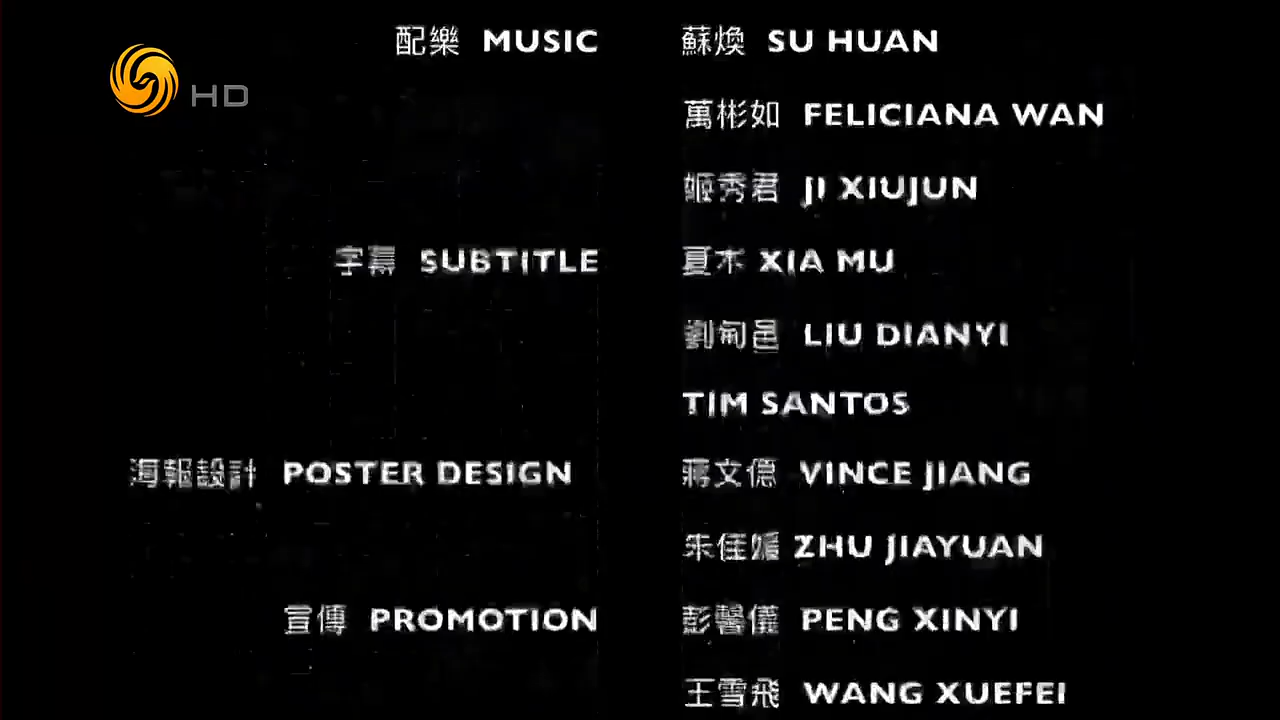 配樂 MUSIC 蘇煥 SU HUAN
HD
萬彬如 FELICIANA WAN
姬秀君 JI XIUJUN
字幕 SUBTITLE 夏木 XIA MU
劉甸邑 LIU DIANYI
TIM SANTOS
海報設計 POSTER DESIGN 蔣文億 VINCE JIANG
朱佳媛 ZHU JIAYUAN
宣傳 PROMOTION 彭馨儀 PENG XINYI
王雪飛 WANG XUEFEI